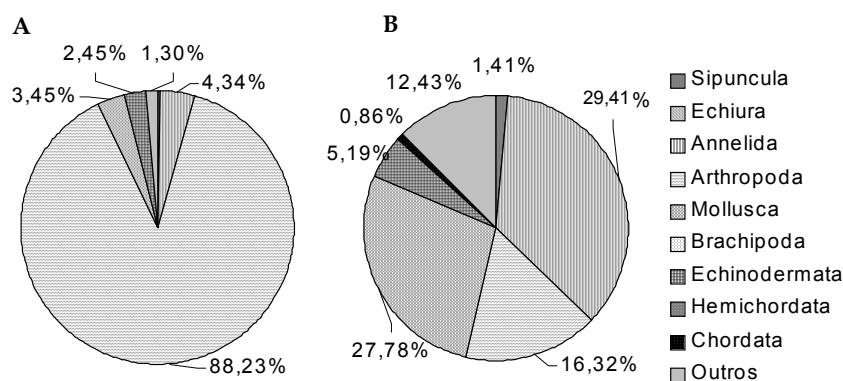 A
B
2,45%
1,30%
3,45%
4,34%
88,23%
12,43%
1,41%
0,86%
29,41%
5,19%
27,78%
16,32%
Sipuncula
Echiura
Annelida
Arthropoda
Mollusca
Brachipoda
Echinodermata
Hemichordata
Chordata
Outros